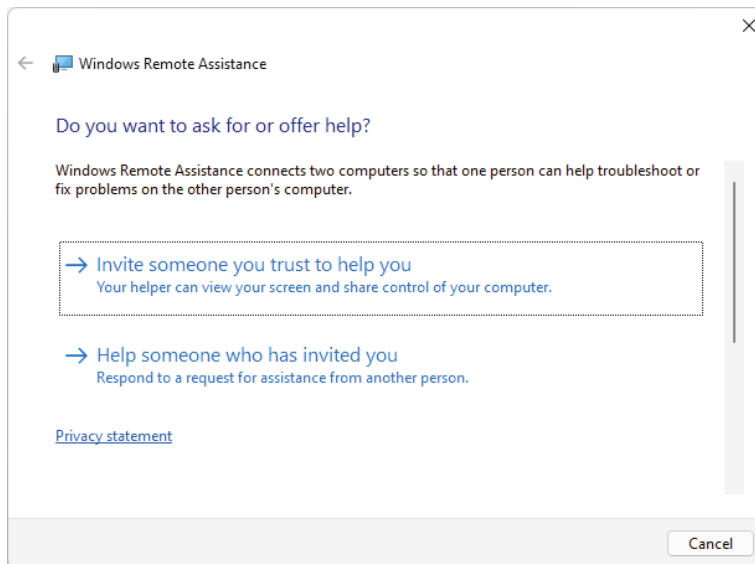 Windows Remote Assistance
Do you want to ask for or offer help?
Windows Remote Assistance connects two computers so that one person can help troubleshoot or
fix problems on the other person's computer.
Invite someone you trust to help you
Your helper can view your screen and share control of your computer.
Help someone who has invited you
Respond to a request for assistance from another person.
Privacy statement
Cancel